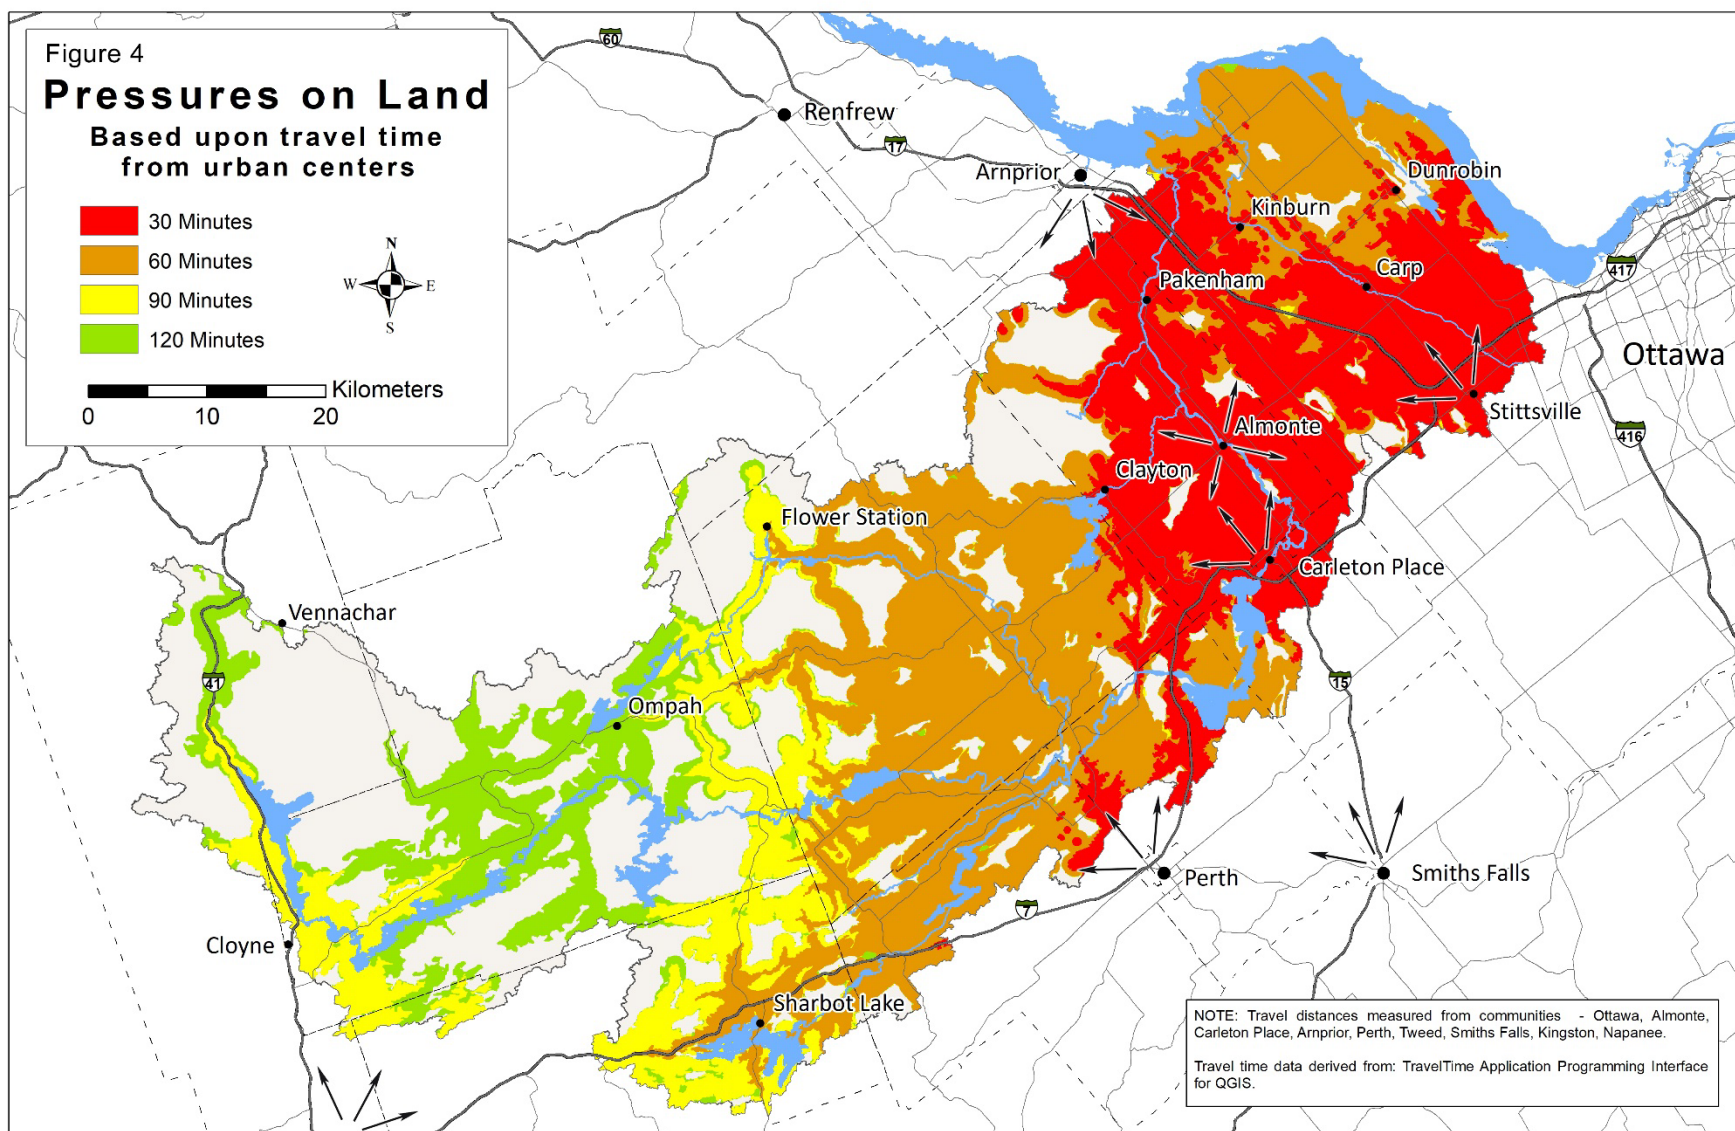 Figure 4
Pressures on Land
Based upon travel time
from urban centers
30 Minutes
60 Minutes
90 Minutes
120 Minutes
N
W E
S
Kilometers
0 10 20
60
Renfrew
17
Arnprior
Dunrobin
Kinburn
417
Carp
Pakenham
Ottawa
Stittsville
416
Almonte
Clayton
Flower Station
Carleton Place
Vennachar
41
15
Ompah
Perth
Smiths Falls
7
Cloyne
Sharbot Lake
NOTE: Travel distances measured from communities - Ottawa, Almonte,
Carleton Place, Arnprior, Perth, Tweed, Smiths Falls, Kingston, Napanee.
Travel time data derived from: TravelTime Application Programming Interface
for QGIS.